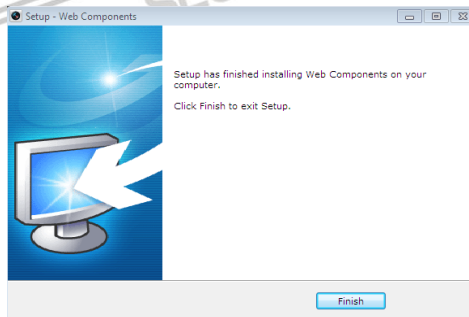 Setup - Web Components
Setup has finished installing Web Components on your
computer.
Click Finish to exit Setup.
Finish